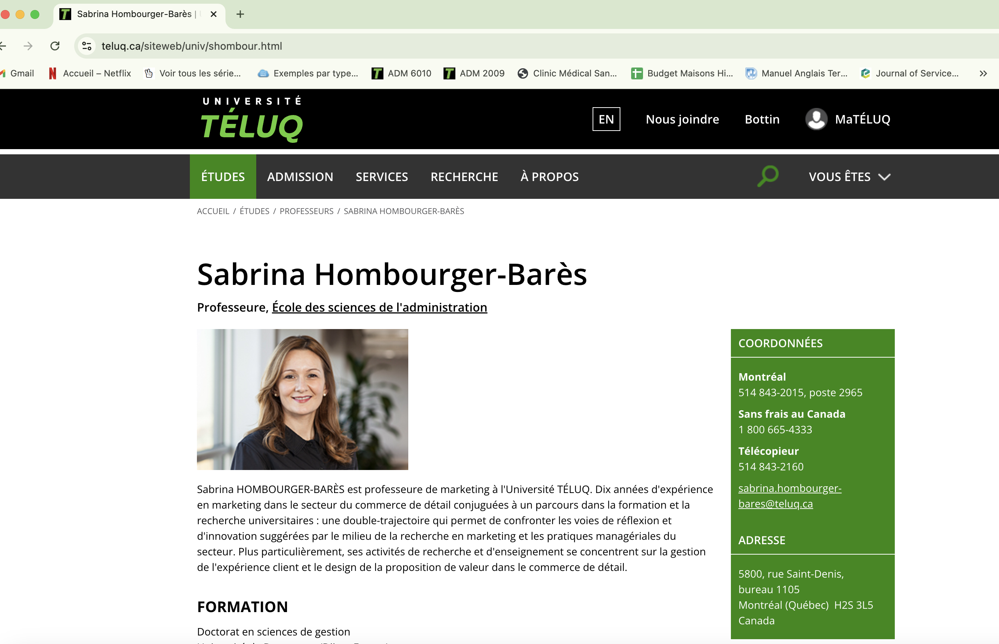 Sabrina Hombourger-Barès |
teluq.ca/siteweb/univ/shombour.html
Gmail
Accueil – Netflix
Voir tous les série...
Exemples par type...
ADM 6010
ADM 2009
Clinic Médical San...
Budget Maisons Hi...
Manuel Anglais Ter...
Journal of Service...
UNIVERSITÉ
TÉLUQ
EN
Nous joindre
Bottin
MaTÉLUQ
ÉTUDES
ADMISSION
SERVICES
RECHERCHE
À PROPOS
VOUS ÊTES
ACCUEIL / ÉTUDES / PROFESSEURS / SABRINA HOMBOURGER-BARÈS
Sabrina Hombourger-Barès
Professeure, École des sciences de l'administration
Sabrina HOMBOURGER-BARÈS est professeure de marketing à l'Université TÉLUQ. Dix années d'expérience
en marketing dans le secteur du commerce de détail conjuguées à un parcours dans la formation et la
recherche universitaires : une double-trajectoire qui permet de confronter les voies de réflexion et
d'innovation suggérées par le milieu de la recherche en marketing et les pratiques managériales du
secteur. Plus particulièrement, ses activités de recherche et d'enseignement se concentrent sur la gestion
de l'expérience client et le design de la proposition de valeur dans le commerce de détail.
FORMATION
Doctorat en sciences de gestion
COORDONNÉES
Montréal
514 843-2015, poste 2965
Sans frais au Canada
1 800 665-4333
Télécopieur
514 843-2160
sabrina.hombourger-
bares@teluq.ca
ADRESSE
5800, rue Saint-Denis,
bureau 1105
Montréal (Québec) H2S 3L5
Canada